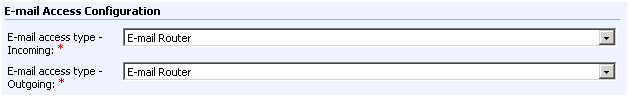 E-mail Access Configuration
E-mail access type -
Incoming: *
E-mail Router
E-mail access type -
Outgoing: *
E-mail Router